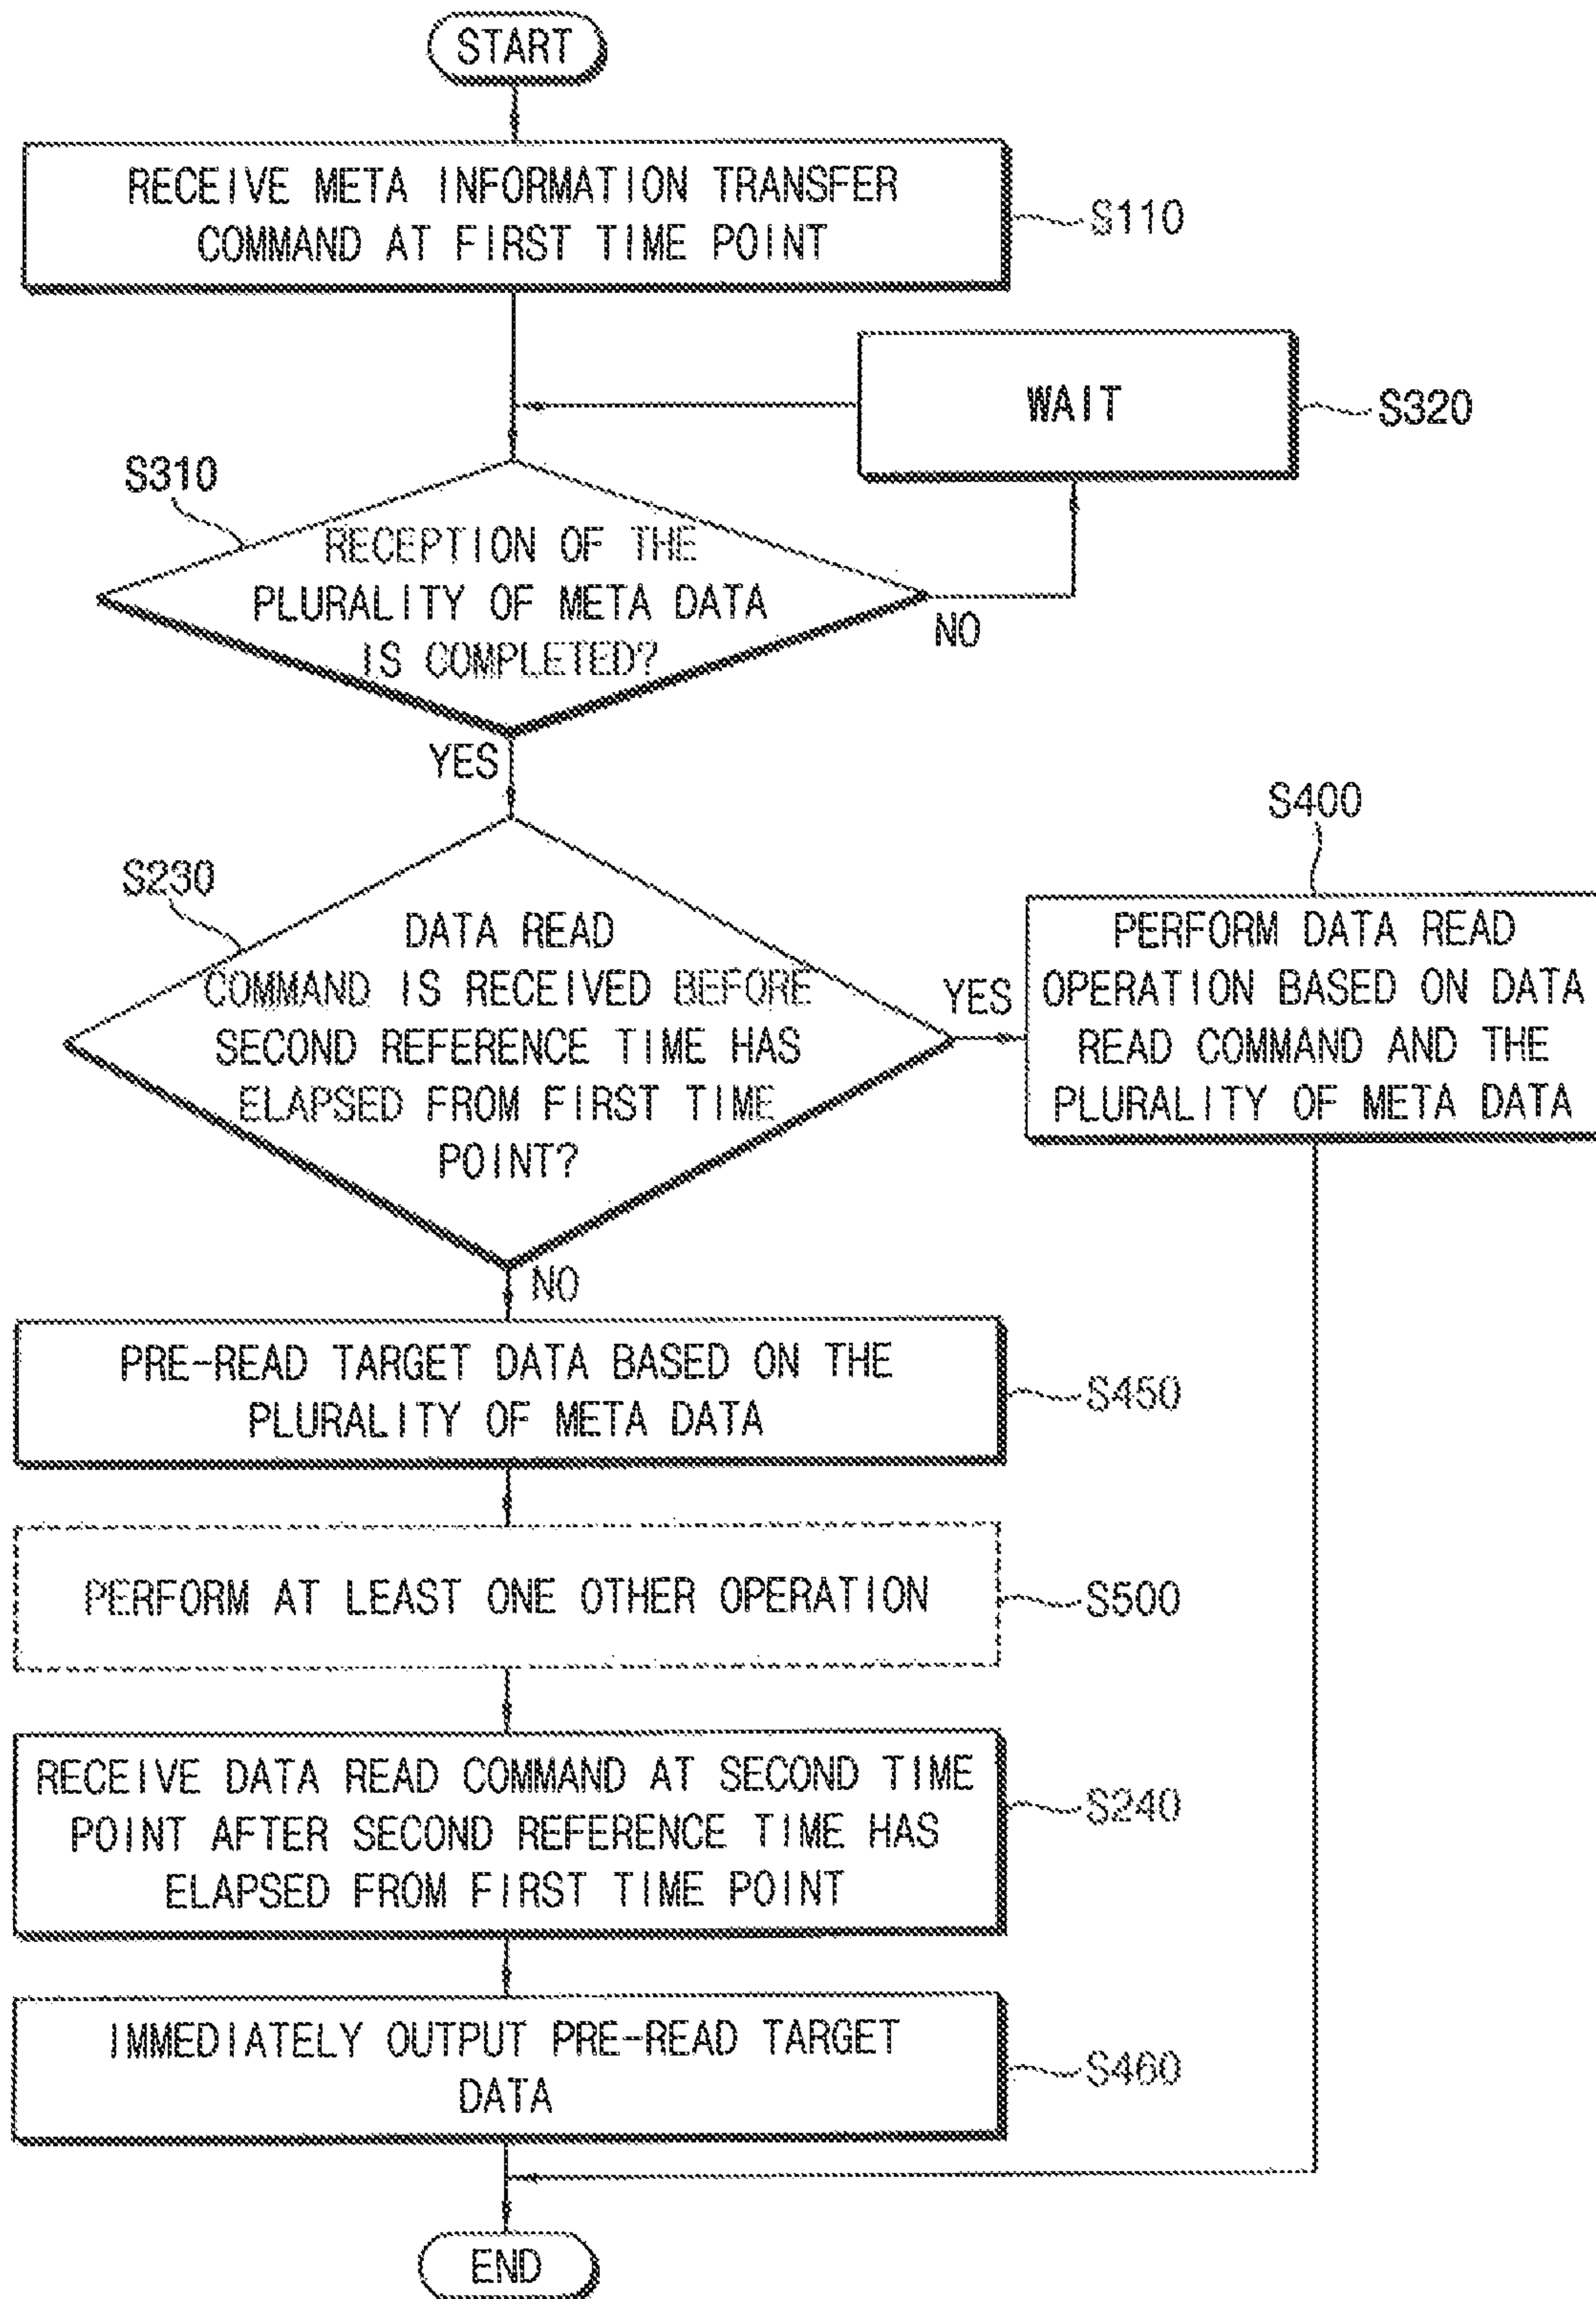 START
RECEIVE META INFORMATION TRANSFER
COMMAND AT FIRST TIME POINT
S110
WAIT
S320
S310
RECEPTION OF THE
PLURALITY OF META DATA
IS COMPLETED?
NO
YES
S230
DATA READ
COMMAND IS RECEIVED BEFORE
SECOND REFERENCE TIME HAS
ELAPSED FROM FIRST TIME
POINT?
YES
S400
PERFORM DATA READ
OPERATION BASED ON DATA
READ COMMAND AND THE
PLURALITY OF META DATA
NO
PRE-READ TARGET DATA BASED ON THE
PLURALITY OF META DATA
S450
PERFORM AT LEAST ONE OTHER OPERATION
S500
RECEIVE DATA READ COMMAND AT SECOND TIME
POINT AFTER SECOND REFERENCE TIME HAS
ELAPSED FROM FIRST TIME POINT
S240
IMMEDIATELY OUTPUT PRE-READ TARGET
DATA
S460
END